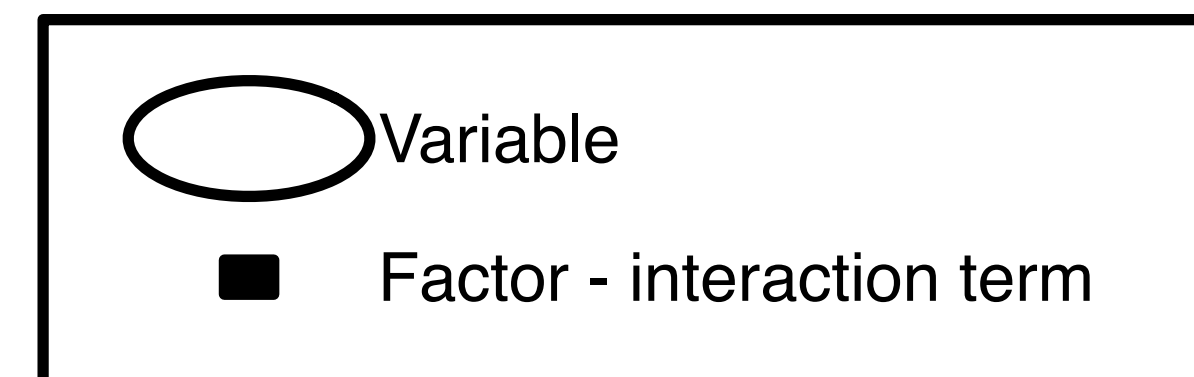 Variable
Factor - interaction term